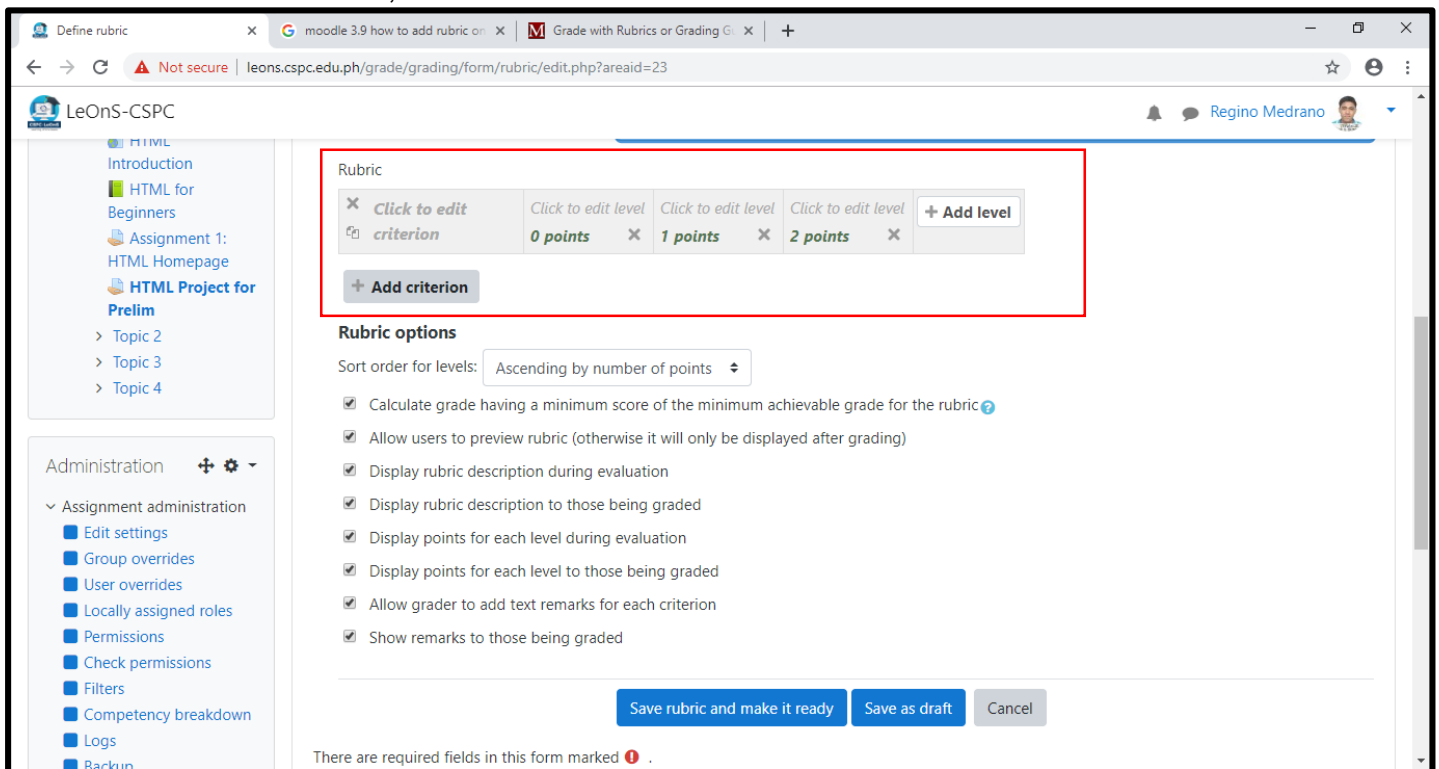 Define rubric
moodle 3.9 how to add rubric on
Grade with Rubrics or Grading G
Not secure | leons.cspc.edu.ph/grade/grading/form/rubric/edit.php?areaid=23
LeOnS-CSPC
Regino Medrano
HTML
Introduction
HTML for
Beginners
Assignment 1:
HTML Homepage
HTML Project for
Prelim
> Topic 2
> Topic 3
> Topic 4
Administration
Assignment administration
Edit settings
Group overrides
User overrides
Locally assigned roles
Permissions
Check permissions
Filters
Competency breakdown
Logs
Backup
Rubric
Click to edit
criterion
Click to edit level
0 points
Click to edit level
1 points
Click to edit level
2 points
+ Add level
+ Add criterion
Rubric options
Sort order for levels: Ascending by number of points
Calculate grade having a minimum score of the minimum achievable grade for the rubric
Allow users to preview rubric (otherwise it will only be displayed after grading)
Display rubric description during evaluation
Display rubric description to those being graded
Display points for each level during evaluation
Display points for each level to those being graded
Allow grader to add text remarks for each criterion
Show remarks to those being graded
Save rubric and make it ready
Save as draft
Cancel
There are required fields in this form marked .